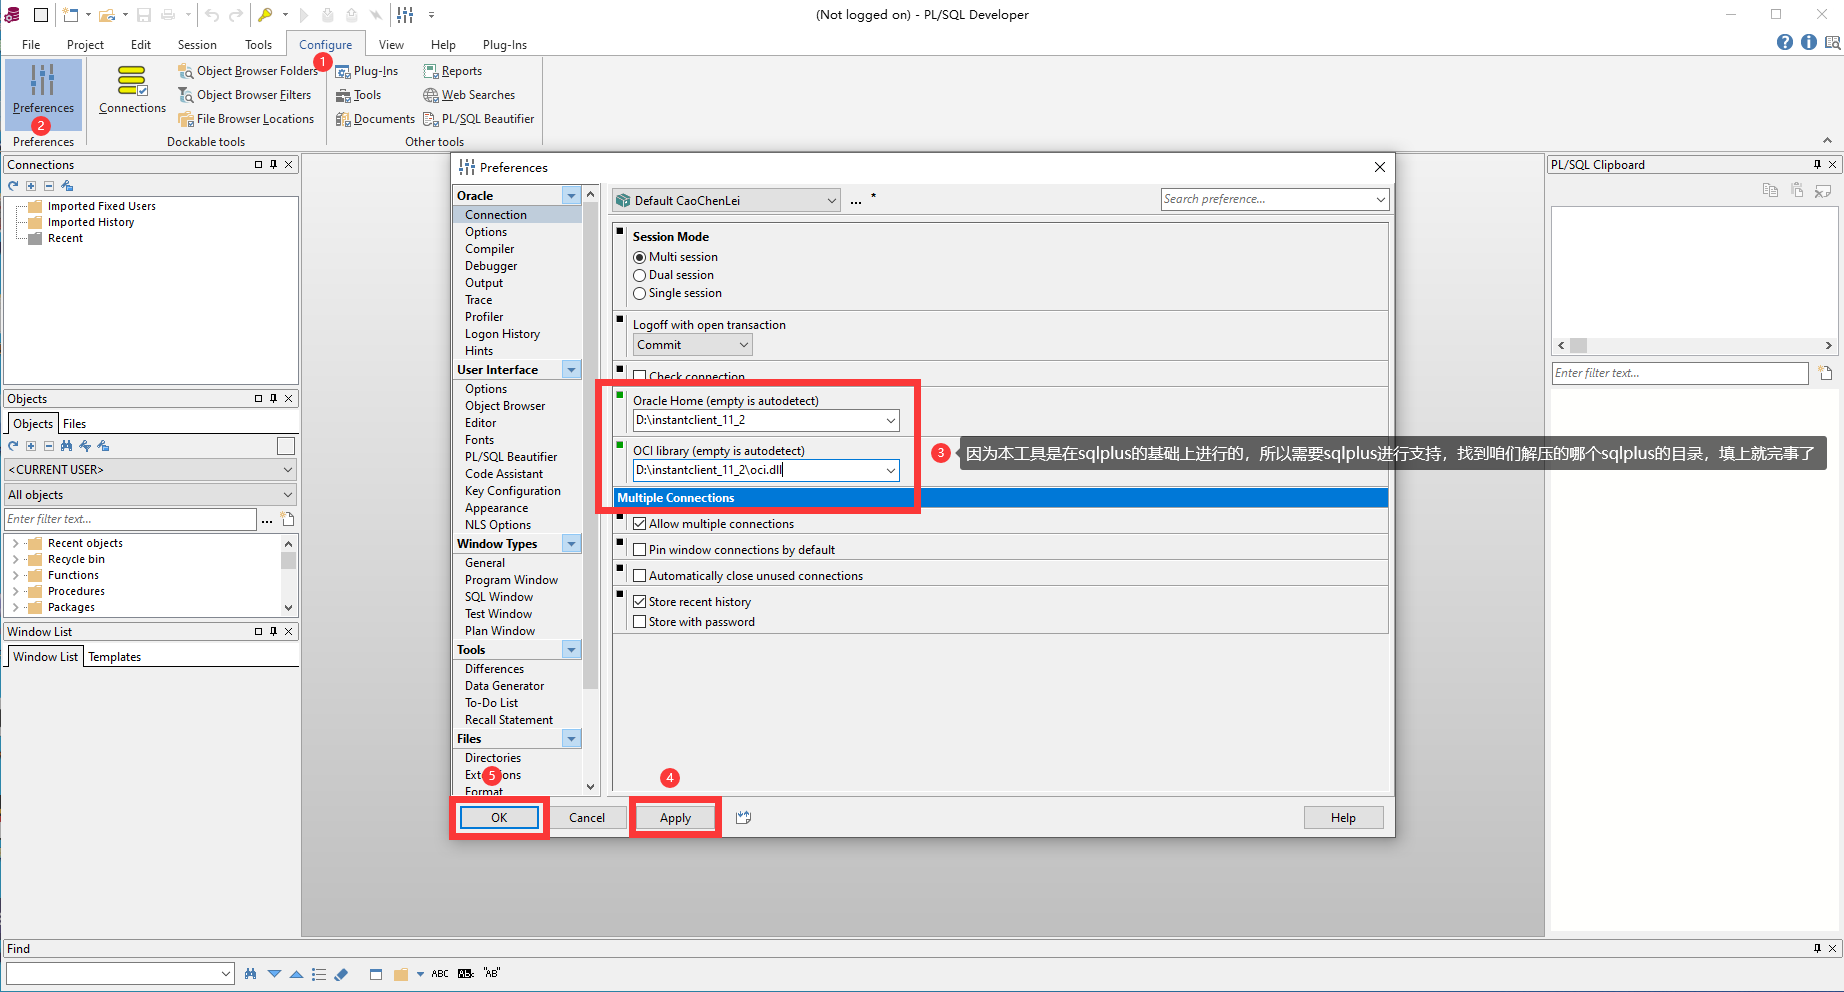 (Not logged on) - PL/SQL Developer
File Project Edit Session Tools Configure View Help Plug-Ins
1
Preferences
2
Preferences
Connections
Object Browser Folders
Object Browser Filters
File Browser Locations
Dockable tools
Plug-Ins
Tools
Documents
Reports
Web Searches
PL/SQL Beautifier
Other tools
Connections
Imported Fixed Users
Imported History
Recent
Objects
Objects Files
<CURRENT USER>
All objects
Enter filter text... ...
Recent objects
Recycle bin
Functions
Procedures
Packages
Window List
Window List Templates
Preferences
Oracle
Connection
Options
Compiler
Debugger
Output
Trace
Profiler
Logon History
Hints
User Interface
Options
Object Browser
Editor
Fonts
PL/SQL Beautifier
Code Assistant
Key Configuration
Appearance
NLS Options
Window Types
General
Program Window
SQL Window
Test Window
Plan Window
Tools
Differences
Data Generator
To-Do List
Recall Statement
Files
Directories
Format
Default CaoChenLei ... *
Search preference...
Session Mode
Multi session
Dual session
Single session
Logoff with open transaction
Commit
Check connection
Oracle Home (empty is autodetect)
D:\instantclient_11_2
OCI library (empty is autodetect)
D:\instantclient_11_2\oci.dll
3 因为本工具是在sqlplus的基础上进行的，所以需要sqlplus进行支持，找到咱们解压的哪个sqlplus的目录，填上就完事了
Multiple Connections
Allow multiple connections
Pin window connections by default
Automatically close unused connections
Store recent history
Store with password
5
4
OK Cancel Apply Help
PL/SQL Clipboard
Enter filter text...
Find
ABC "AB"